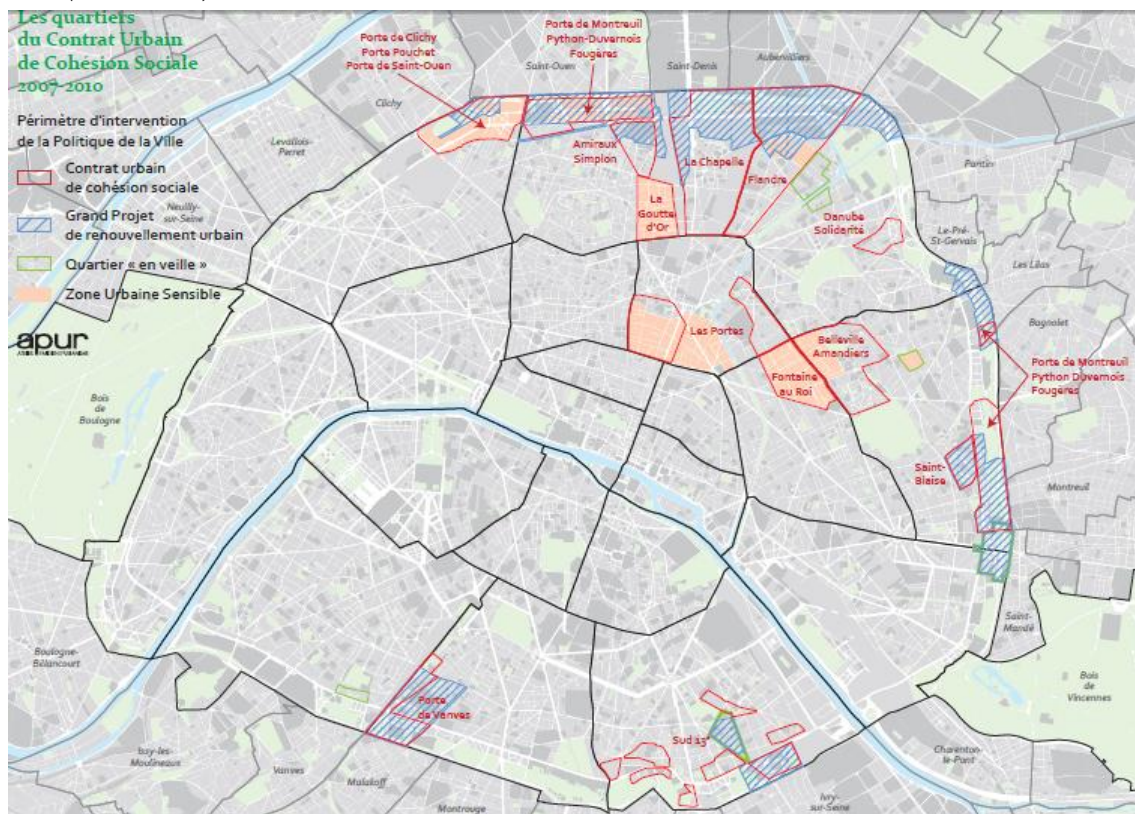 Les quartiers
du Contrat Urbain
de Cohésion Sociale
2007-2010
Périmètre d'intervention
de la Politique de la Ville
Contrat urbain
de cohésion sociale
Grand Projet
de renouvellement urbain
Quartier « en veille »
Zone Urbaine Sensible
apur
Porte de Clichy
Porte Pouchet
Porte de Saint-Ouen
Porte de Montreuil
Python-Duvernois
Fougères
Saint-Ouen
Saint-Denis
Aubervilliers
Clichy
Levallois-
Perret
Neuilly-
sur-Seine
Amiraux
Simplon
La Chapelle
Flandre
Pantin
La
Goutte
d'Or
Danube
Solidarité
Le-Pré-
St-Gervais
Les Lilas
Bagnolet
Les Portes
Belleville
Amandiers
Fontaine
au Roi
Porte de Montreuil
Python Duvernois
Fougères
Bois
de
Boulogne
Saint-
Blaise
Montreuil
Saint-
Mandé
Boulogne-
Billancourt
Bois
de
Vincennes
Porte
de Vanves
Sud 13°
Issy-les-
Moulineaux
Vanves
Malakoff
Montrouge
Charenton-
le-Pont
Ivry-
sur-Seine